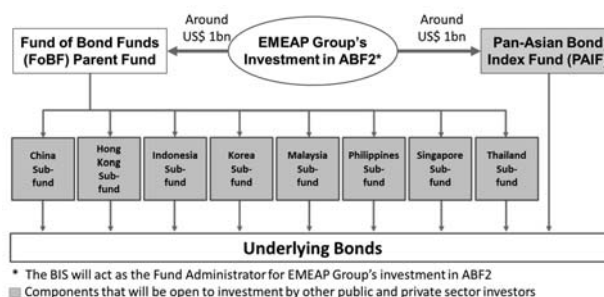 Around
US$ 1bn
Around
US$ 1bn
Fund of Bond Funds
(FoBF) Parent Fund
EMEAP Group's
Investment in ABF2*
Pan-Asian Bond
Index Fund (PAIF)
China
Sub-
fund
Hong
Kong
Sub-
fund
Indonesia
Sub-
fund
Korea
Sub-
fund
Malaysia
Sub-
fund
Philippines
Sub-
fund
Singapore
Sub-
fund
Thailand
Sub-
fund
Underlying Bonds
* The BIS will act as the Fund Administrator for EMEAP Group's investment in ABF2
Components that will be open to investment by other public and private sector investors